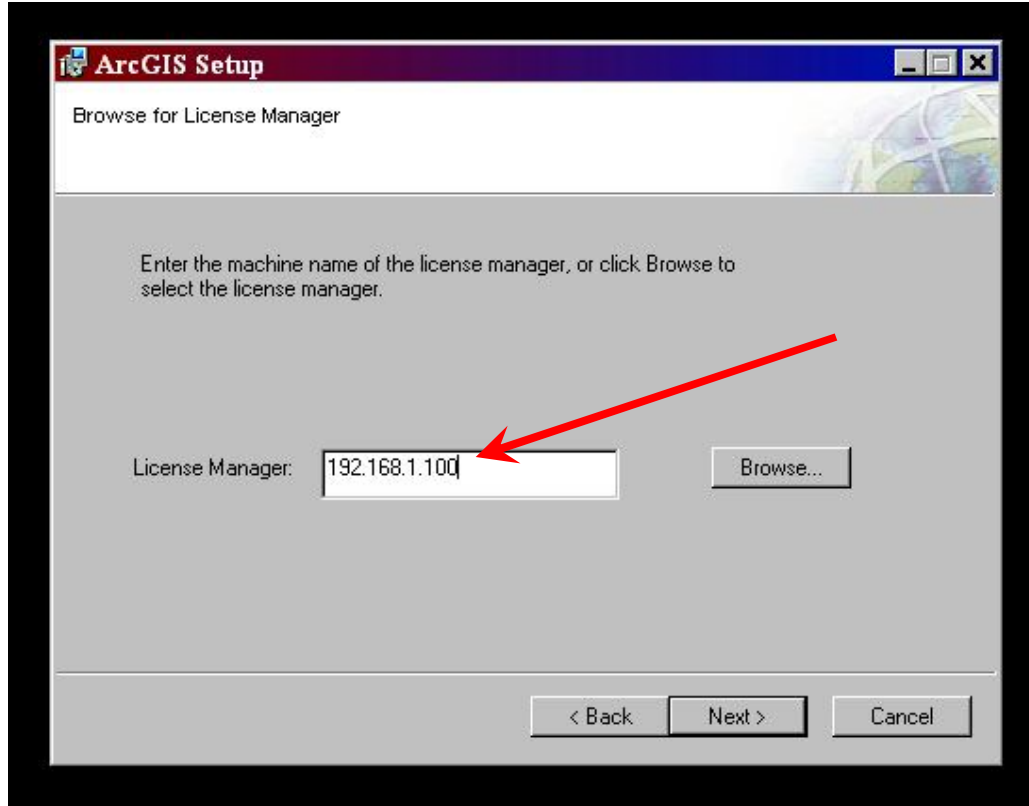 ArcGIS Setup
Browse for License Manager
Enter the machine name of the license manager, or click Browse to
select the license manager.
License Manager: 192.168.1.100 Browse...
< Back Next > Cancel